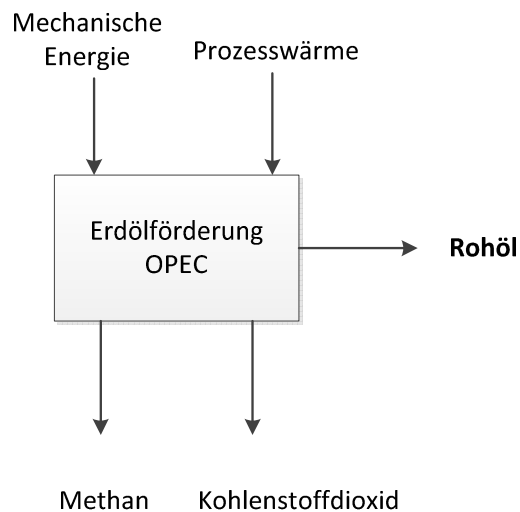 Mechanische
Energie
Prozesswärme
Erdölförderung
OPEC
Rohöl
Methan
Kohlenstoffdioxid